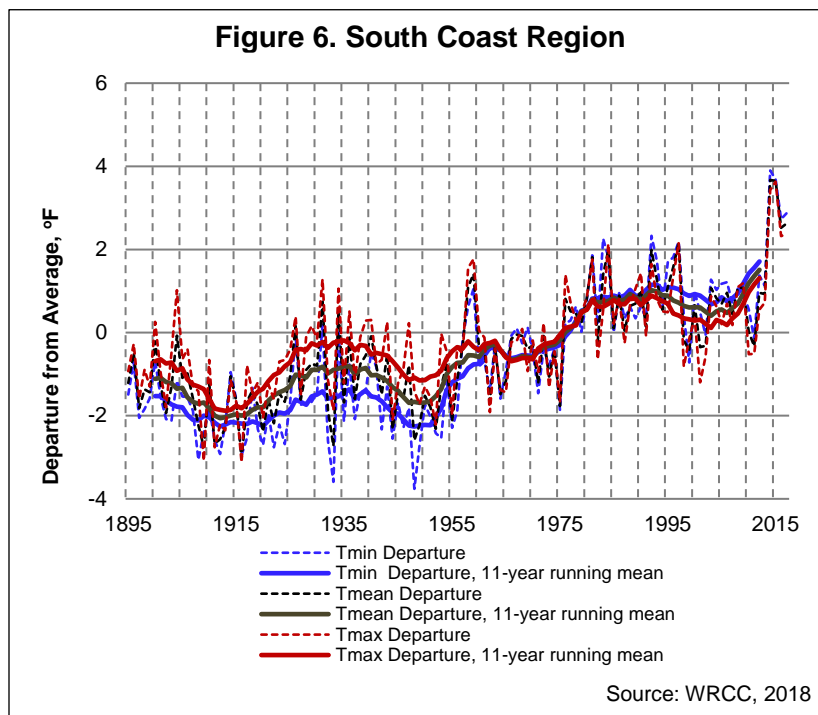 Figure 6. South Coast Region
Departure from Average, ºF
6
4
2
0
-2
-4
1895 1915 1935 1955 1975 1995 2015
Tmin Departure
Tmin Departure, 11-year running mean
Tmean Departure
Tmean Departure, 11-year running mean
Tmax Departure
Tmax Departure, 11-year running mean
Source: WRCC, 2018